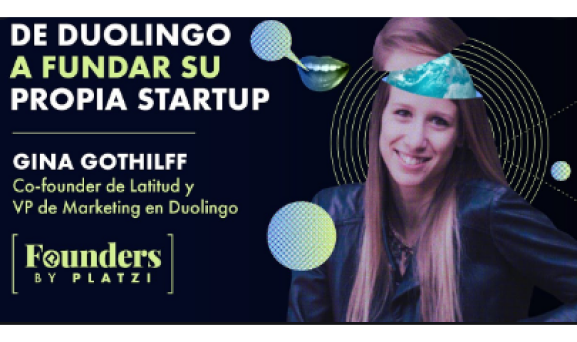 DE DUOLINGO
A FUNDAR SU
PROPIA STARTUP
GINA GOTHILFF
Co-founder de Latitud y
VP de Marketing en Duolingo
Founders
BY PLATZI